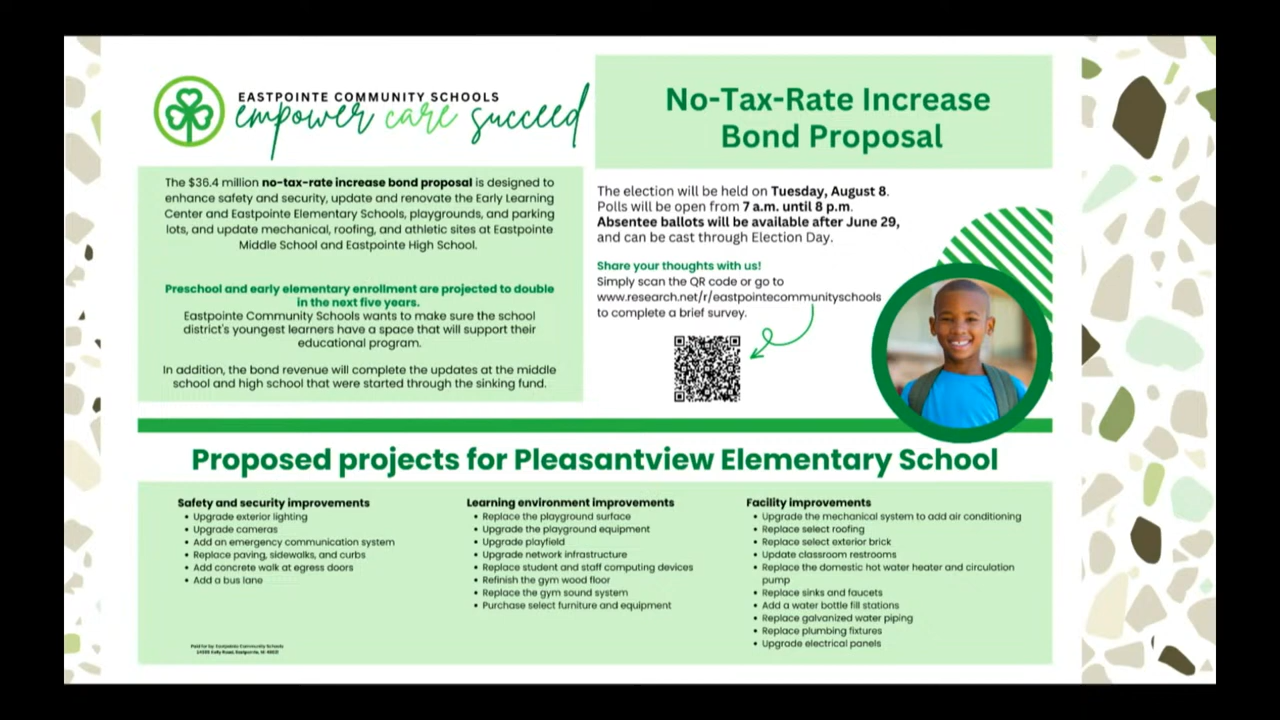 EASTPOINTE COMMUNITY SCHOOLS
empower care succeed
No-Tax-Rate Increase
Bond Proposal
The $36.4 million no-tax-rate increase bond proposal is designed to
enhance safety and security, update and renovate the Early Learning
Center and Eastpointe Elementary Schools, playgrounds, and parking
lots, and update mechanical, roofing, and athletic sites at Eastpointe
Middle School and Eastpointe High School.
Preschool and early elementary enrollment are projected to double
in the next five years.
Eastpointe Community Schools wants to make sure the school
district's youngest learners have a space that will support their
educational program.
In addition, the bond revenue will complete the updates at the middle
school and high school that were started through the sinking fund.
The election will be held on Tuesday, August 8.
Polls will be open from 7 a.m. until 8 p.m.
Absentee ballots will be available after June 29,
and can be cast through Election Day.
Share your thoughts with us!
Simply scan the QR code or go to
www.research.net/r/eastpointecommunityschools
to complete a brief survey.
Proposed projects for Pleasantview Elementary School
Safety and security improvements
• Upgrade exterior lighting
• Upgrade cameras
• Add an emergency communication system
• Replace paving, sidewalks, and curbs
• Add concrete walk at egress doors
• Add a bus lane
Paid for by: Eastpointe Community Schools
Learning environment improvements
• Replace the playground surface
• Upgrade the playground equipment
• Upgrade playfield
• Upgrade network infrastructure
• Replace student and staff computing devices
• Refinish the gym wood floor
• Replace the gym sound system
• Purchase select furniture and equipment
Facility improvements
• Upgrade the mechanical system to add air conditioning
• Replace select roofing
• Replace select exterior brick
• Update classroom restrooms
• Replace the domestic hot water heater and circulation
pump
• Replace sinks and faucets
• Add a water bottle fill stations
• Replace galvanized water piping
• Replace plumbing fixtures
• Upgrade electrical panels